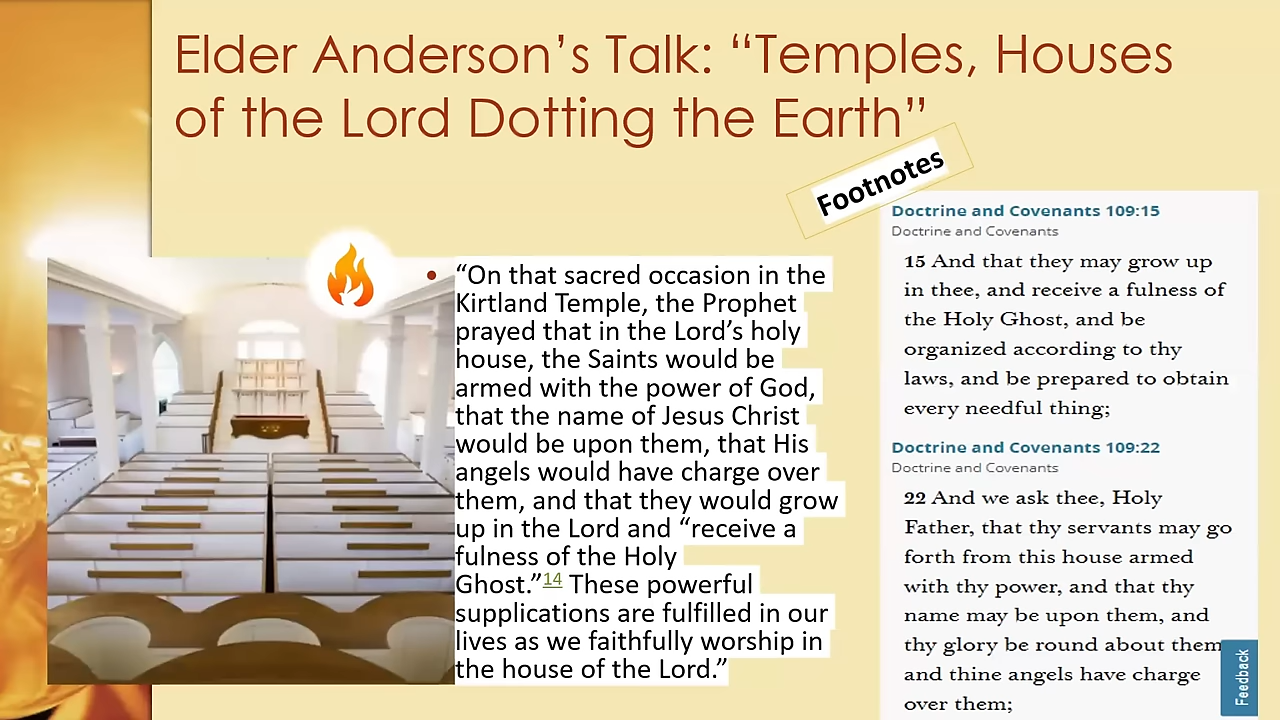 Elder Anderson’s Talk: “Temples, Houses
of the Lord Dotting the Earth”
Footnotes
• “On that sacred occasion in the
Kirtland Temple, the Prophet
prayed that in the Lord’s holy
house, the Saints would be
armed with the power of God,
that the name of Jesus Christ
would be upon them, that His
angels would have charge over
them, and that they would grow
up in the Lord and “receive a
fulness of the Holy
Ghost.”14 These powerful
supplications are fulfilled in our
lives as we faithfully worship in
the house of the Lord.”
Doctrine and Covenants 109:15
Doctrine and Covenants
15 And that they may grow up
in thee, and receive a fulness of
the Holy Ghost, and be
organized according to thy
laws, and be prepared to obtain
every needful thing;
Doctrine and Covenants 109:22
Doctrine and Covenants
22 And we ask thee, Holy
Father, that thy servants may go
forth from this house armed
with thy power, and that thy
name may be upon them, and
thy glory be round about them
and thine angels have charge
over them;
Feedback